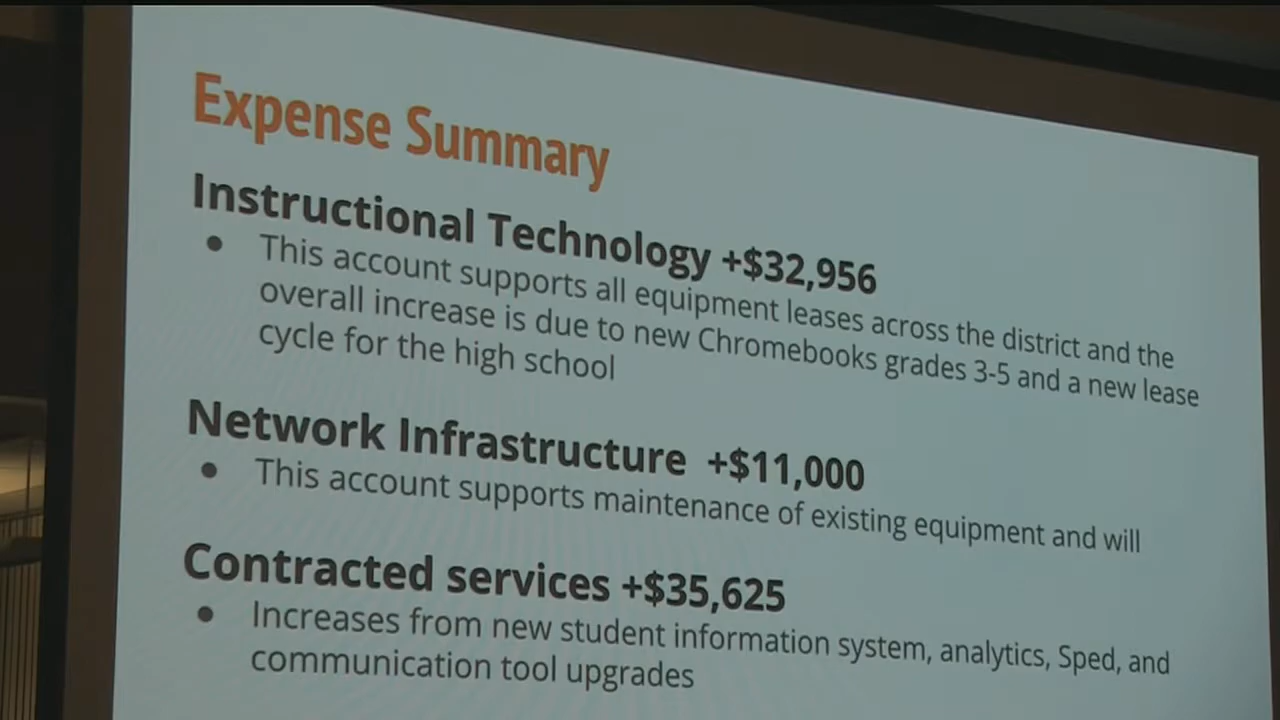 Expense Summary
Instructional Technology +$32,956
● This account supports all equipment leases across the district and the
overall increase is due to new Chromebooks grades 3-5 and a new lease
cycle for the high school
Network Infrastructure +$11,000
● This account supports maintenance of existing equipment and will
Contracted services +$35,625
● Increases from new student information system, analytics, Sped, and
communication tool upgrades